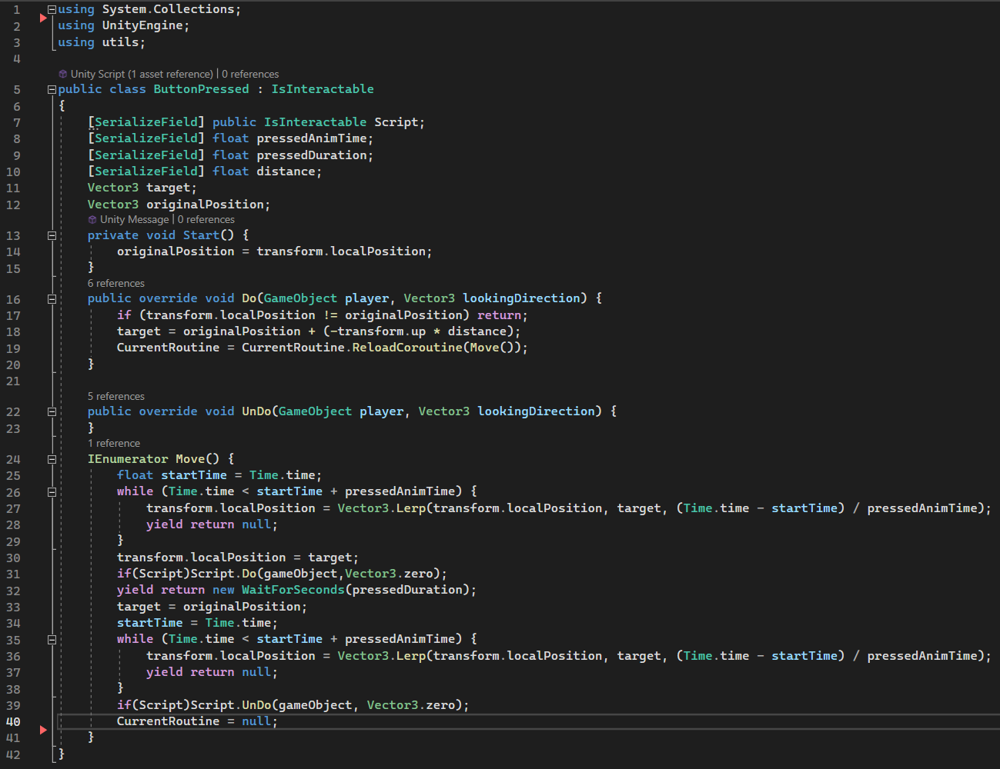 1 using System.Collections;
2 using UnityEngine;
3 using utils;
4
Unity Script (1 asset reference) | 0 references
5 public class ButtonPressed : IsInteractable
6 {
7 [SerializeField] public IsInteractable Script;
8 [SerializeField] float pressedAnimTime;
9 [SerializeField] float pressedDuration;
10 [SerializeField] float distance;
11 Vector3 target;
12 Vector3 originalPosition;
Unity Message | 0 references
13 private void Start() {
14 originalPosition = transform.localPosition;
15 }
6 references
16 public override void Do(GameObject player, Vector3 lookingDirection) {
17 if (transform.localPosition != originalPosition) return;
18 target = originalPosition + (-transform.up * distance);
19 CurrentRoutine = CurrentRoutine.ReloadCoroutine(Move());
20 }
21
5 references
22 public override void UnDo(GameObject player, Vector3 lookingDirection) {
23 }
1 reference
24 IEnumerator Move() {
25 float startTime = Time.time;
26 while (Time.time < startTime + pressedAnimTime) {
27 transform.localPosition = Vector3.Lerp(transform.localPosition, target, (Time.time - startTime) / pressedAnimTime);
28 yield return null;
29 }
30 transform.localPosition = target;
31 if(Script)Script.Do(gameObject,Vector3.zero);
32 yield return new WaitForSeconds(pressedDuration);
33 target = originalPosition;
34 startTime = Time.time;
35 while (Time.time < startTime + pressedAnimTime) {
36 transform.localPosition = Vector3.Lerp(transform.localPosition, target, (Time.time - startTime) / pressedAnimTime);
37 yield return null;
38 }
39 if(Script)Script.UnDo(gameObject, Vector3.zero);
40 CurrentRoutine = null;
41 }
42 }